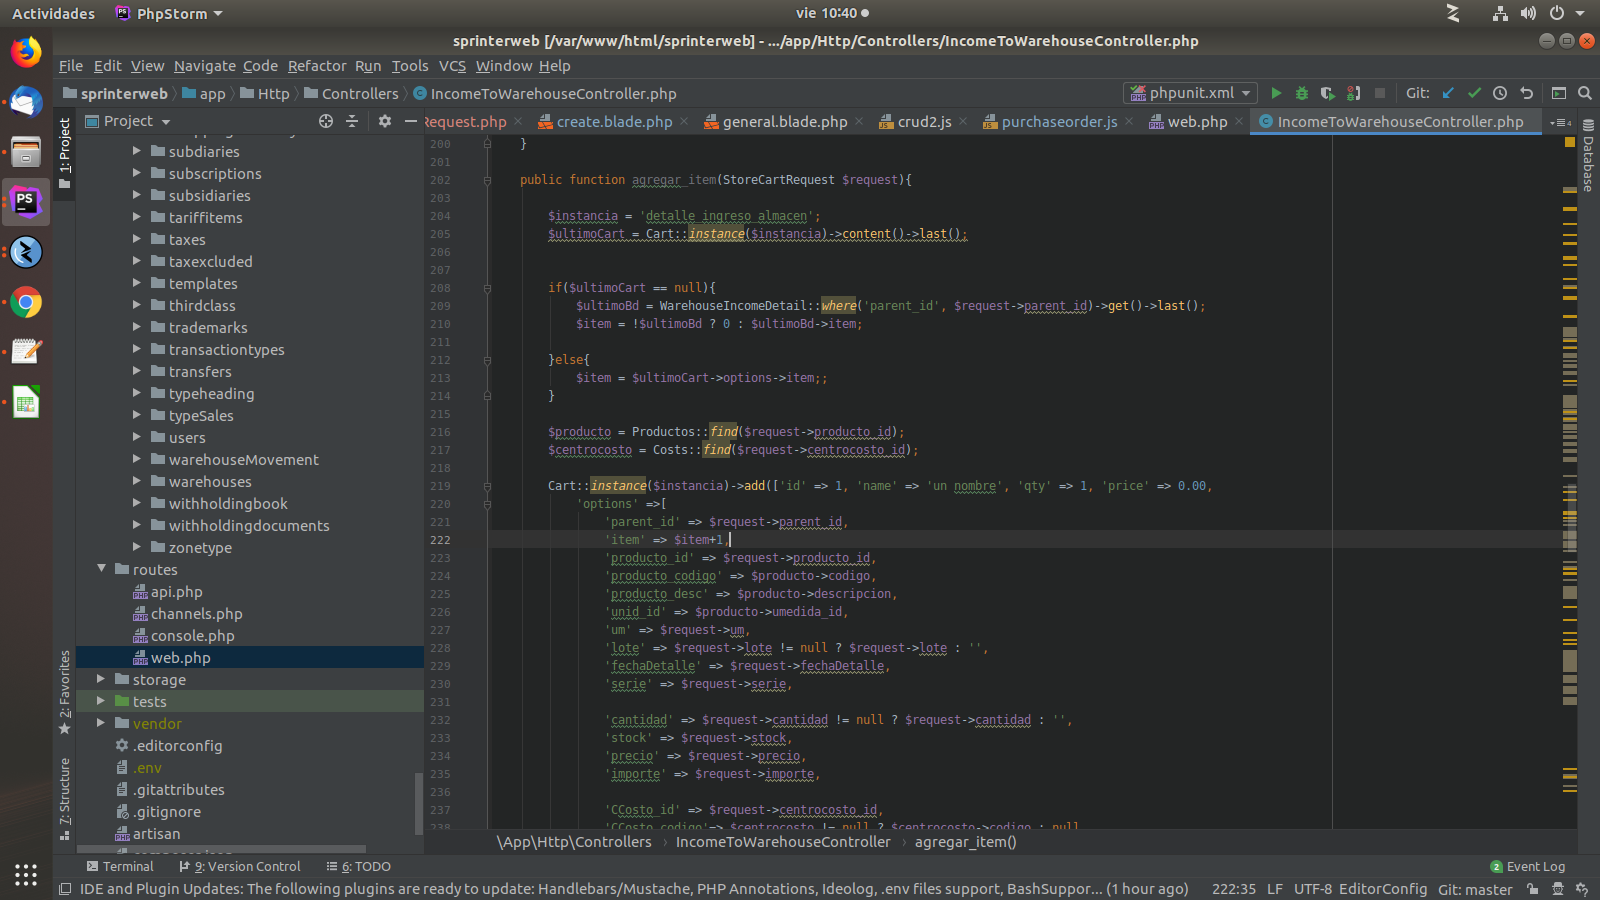 Actividades
PhpStorm
vie 10:40
sprinterweb [/var/www/html/sprinterweb] - .../app/Http/Controllers/IncomeToWarehouseController.php
File Edit View Navigate Code Refactor Run Tools VCS Window Help
sprinterweb app Http Controllers IncomeToWarehouseController.php
phpunit.xml
Git:
Project
Request.php
create.blade.php
general.blade.php
crud2.js
purchaseorder.js
web.php
IncomeToWarehouseController.php
1: Project
2: Favorites
7: Structure
Database
subdiaries
subscriptions
subsidiaries
tariffitems
taxes
taxexcluded
templates
thirdclass
trademarks
transactiontypes
transfers
typeheading
typeSales
users
warehouseMovement
warehouses
withholdingbook
withholdingdocuments
zonetype
routes
api.php
channels.php
console.php
web.php
storage
tests
vendor
.editorconfig
.env
.gitattributes
.gitignore
artisan
200 }
201
202 public function agregar_item(StoreCartRequest $request){
203
204 $instancia = 'detalle_ingreso_almacen';
205 $ultimoCart = Cart::instance($instancia)->content()->last();
206
207
208 if($ultimoCart == null){
209 $ultimoBd = WarehouseIncomeDetail::where('parent_id', $request->parent_id)->get()->last();
210 $item = !$ultimoBd ? 0 : $ultimoBd->item;
211
212 }else{
213 $item = $ultimoCart->options->item;;
214 }
215
216 $producto = Productos::find($request->producto_id);
217 $centrocosto = Costs::find($request->centrocosto_id);
218
219 Cart::instance($instancia)->add(['id' => 1, 'name' => 'un nombre', 'qty' => 1, 'price' => 0.00,
220 'options' =>[
221 'parent_id' => $request->parent_id,
222 'item' => $item+1,
223 'producto_id' => $request->producto_id,
224 'producto_codigo' => $producto->codigo,
225 'producto_desc' => $producto->descripcion,
226 'unid_id' => $producto->umedida_id,
227 'um' => $request->um,
228 'lote' => $request->lote != null ? $request->lote : '',
229 'fechaDetalle' => $request->fechaDetalle,
230 'serie' => $request->serie,
231
232 'cantidad' => $request->cantidad != null ? $request->cantidad : '',
233 'stock' => $request->stock,
234 'precio' => $request->precio,
235 'importe' => $request->importe,
236
237 'CCosto_id' => $request->centrocosto_id,
238 'CCosto_codigo'=> $centrocosto != null ? $centrocosto->codigo : null
\App\Http\Controllers › IncomeToWarehouseController › agregar_item()
Terminal 9: Version Control 6: TODO
2 Event Log
IDE and Plugin Updates: The following plugins are ready to update: Handlebars/Mustache, PHP Annotations, Ideolog, .env files support, BashSuppor... (1 hour ago)
222:35 LF UTF-8 EditorConfig Git: master